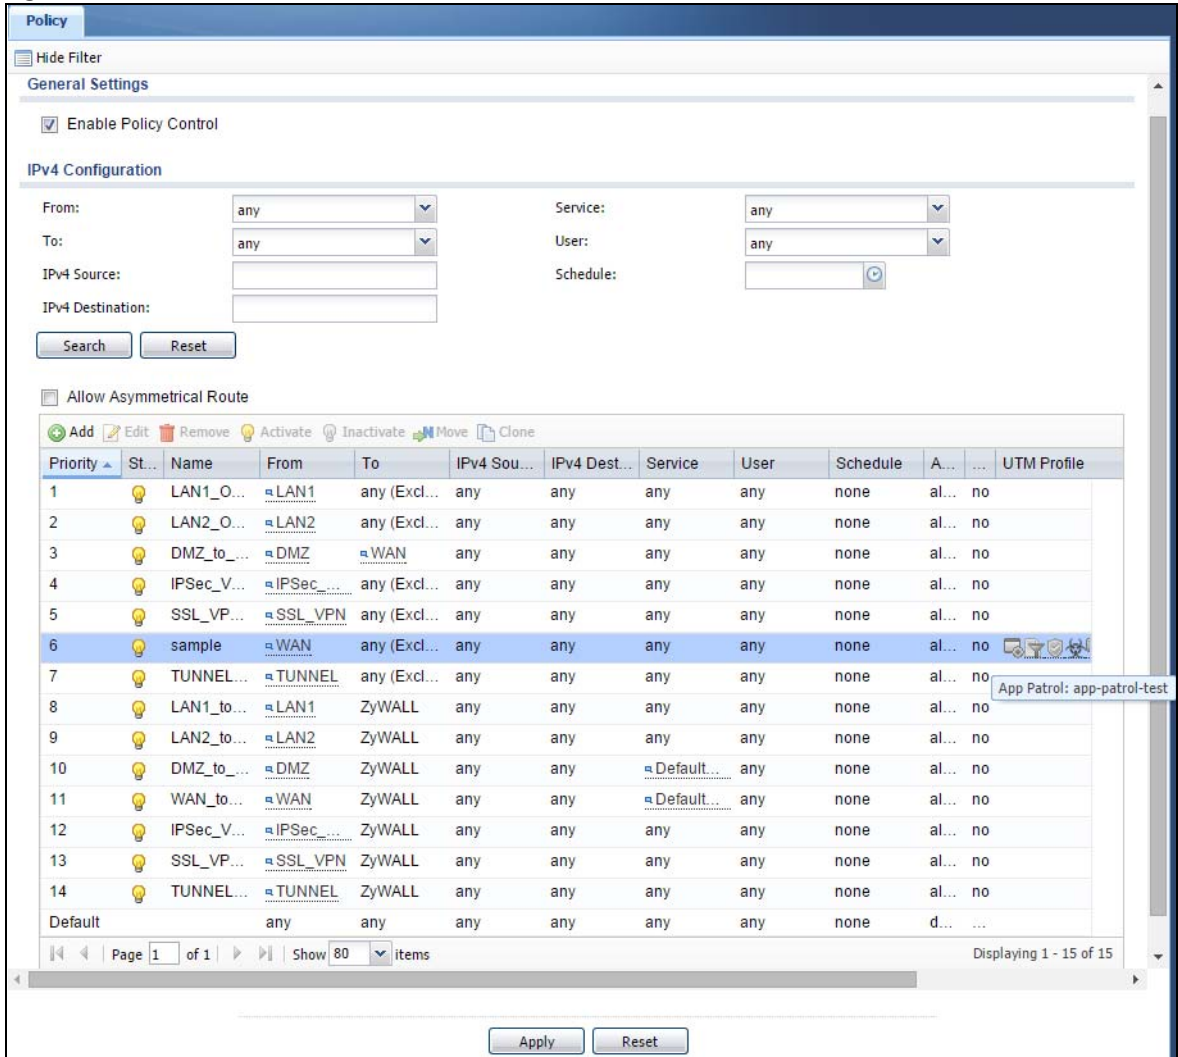 Policy
Hide Filter
General Settings
Enable Policy Control
IPv4 Configuration
From: any Service: any
To: any User: any
IPv4 Source: Schedule:
IPv4 Destination:
Search Reset
Allow Asymmetrical Route
Add Edit Remove Activate Inactivate Move Clone
Priority St... Name From To IPv4 Sou... IPv4 Dest... Service User Schedule A... ... UTM Profile
1 LAN1_O... LAN1 any (Excl... any any any any none al... no
2 LAN2_O... LAN2 any (Excl... any any any any none al... no
3 DMZ_to_... DMZ WAN any any any any none al... no
4 IPSec_V... IPSec_... any (Excl... any any any any none al... no
5 SSL_VP... SSL_VPN any (Excl... any any any any none al... no
6 sample WAN any (Excl... any any any any none al... no
7 TUNNEL... TUNNEL any (Excl... any any any any none al... no
App Patrol: app-patrol-test
8 LAN1_to... LAN1 ZyWALL any any any any none al... no
9 LAN2_to... LAN2 ZyWALL any any any any none al... no
10 DMZ_to_... DMZ ZyWALL any any Default... any none al... no
11 WAN_to... WAN ZyWALL any any Default... any none al... no
12 IPSec_V... IPSec_... ZyWALL any any any any none al... no
13 SSL_VP... SSL_VPN ZyWALL any any any any none al... no
14 TUNNEL... TUNNEL ZyWALL any any any any none al... no
Default any any any any any any none d... ...
Page 1 of 1 Show 80 items Displaying 1 - 15 of 15
Apply Reset